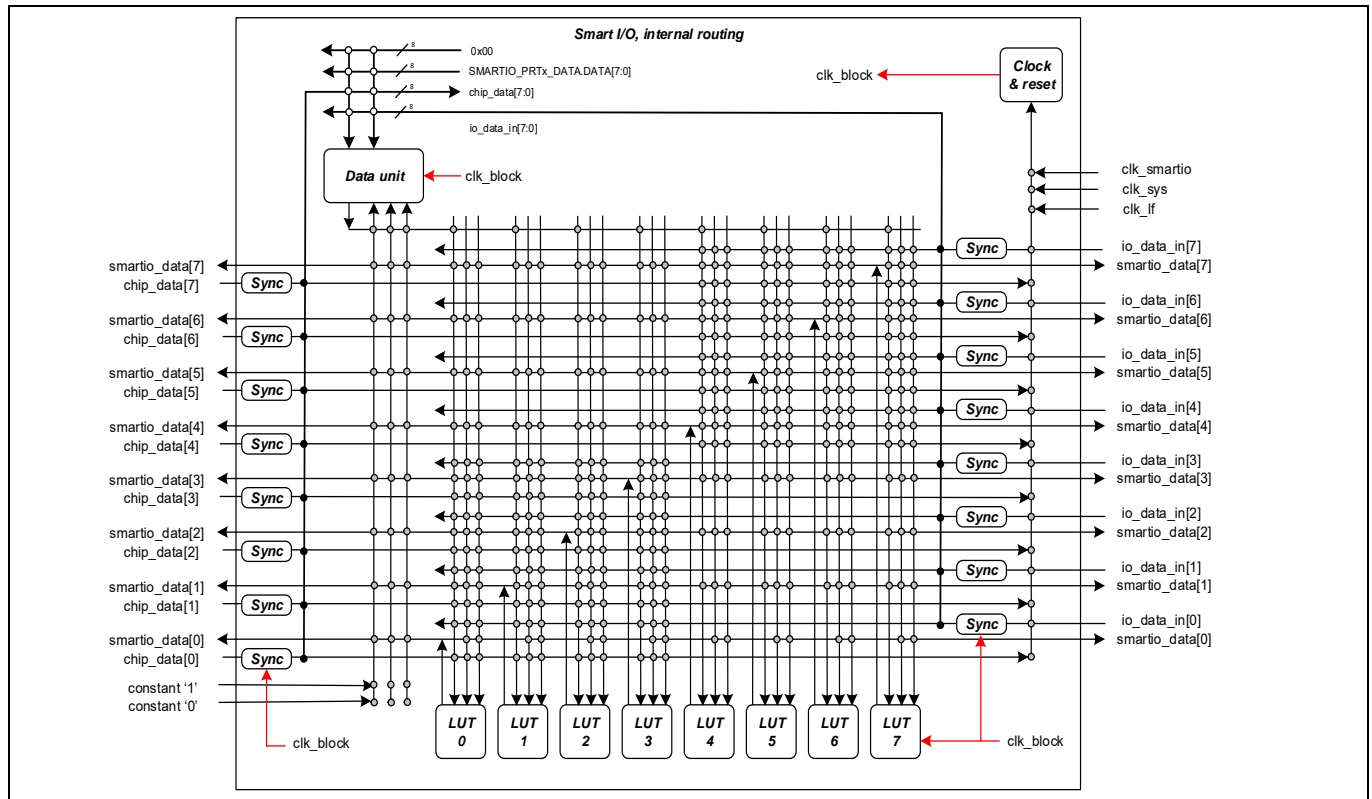 Smart I/O, internal routing
8
0x00
8
SMARTIO_PRTx_DATA.DATA[7:0]
8
chip_data[7:0]
8
io_data_in[7:0]
clk_block
Clock
& reset
Data unit
clk_block
clk_smartio
clk_sys
clk_lf
smartio_data[7]
chip_data[7]
Sync
Sync
io_data_in[7]
smartio_data[7]
smartio_data[6]
chip_data[6]
Sync
Sync
io_data_in[6]
smartio_data[6]
smartio_data[5]
chip_data[5]
Sync
Sync
io_data_in[5]
smartio_data[5]
smartio_data[4]
chip_data[4]
Sync
Sync
io_data_in[4]
smartio_data[4]
smartio_data[3]
chip_data[3]
Sync
Sync
io_data_in[3]
smartio_data[3]
smartio_data[2]
chip_data[2]
Sync
Sync
io_data_in[2]
smartio_data[2]
smartio_data[1]
chip_data[1]
Sync
Sync
io_data_in[1]
smartio_data[1]
smartio_data[0]
chip_data[0]
Sync
Sync
io_data_in[0]
smartio_data[0]
constant ‘1’
constant ‘0’
clk_block
LUT
0
LUT
1
LUT
2
LUT
3
LUT
4
LUT
5
LUT
6
LUT
7
clk_block